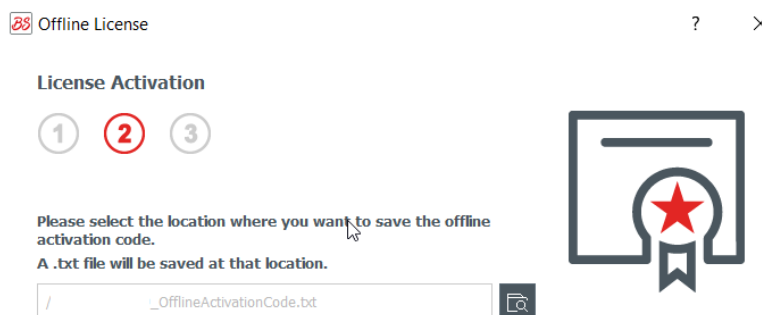 BS Offline License ?
License Activation
1 2 3
Please select the location where you want to save the offline
activation code.
A .txt file will be saved at that location.
/ _OfflineActivationCode.txt